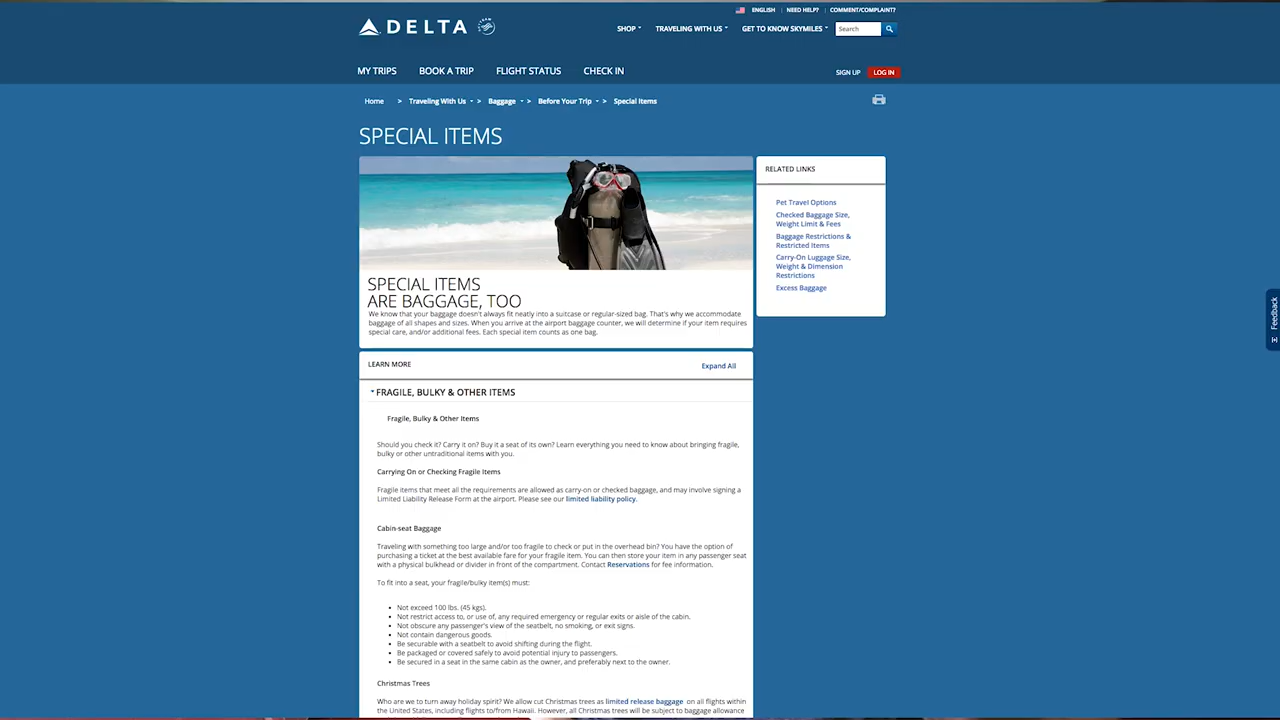 ENGLISH | NEED HELP? | COMMENT/COMPLAINT?
DELTA
SHOP TRAVELING WITH US GET TO KNOW SKYMILES Search
MY TRIPS BOOK A TRIP FLIGHT STATUS CHECK IN SIGN UP LOG IN
Home > Traveling With Us > Baggage > Before Your Trip > Special Items
SPECIAL ITEMS
SPECIAL ITEMS
ARE BAGGAGE, TOO
We know that your baggage doesn't always fit neatly into a suitcase or regular-sized bag. That's why we accommodate
baggage of all shapes and sizes. When you arrive at the airport baggage counter, we will determine if your item requires
special care, and/or additional fees. Each special item counts as one bag.
RELATED LINKS
Pet Travel Options
Checked Baggage Size,
Weight Limit & Fees
Baggage Restrictions &
Restricted Items
Carry-On Luggage Size,
Weight & Dimension
Restrictions
Excess Baggage
Feedback
LEARN MORE Expand All
FRAGILE, BULKY & OTHER ITEMS
Fragile, Bulky & Other Items
Should you check it? Carry it on? Buy it a seat of its own? Learn everything you need to know about bringing fragile,
bulky or other untraditional items with you.
Carrying On or Checking Fragile Items
Fragile items that meet all the requirements are allowed as carry-on or checked baggage, and may involve signing a
Limited Liability Release Form at the airport. Please see our limited liability policy.
Cabin-seat Baggage
Traveling with something too large and/or too fragile to check or put in the overhead bin? You have the option of
purchasing a ticket at the best available fare for your fragile item. You can then store your item in any passenger seat
with a physical bulkhead or divider in front of the compartment. Contact Reservations for fee information.
To fit into a seat, your fragile/bulky item(s) must:
• Not exceed 100 lbs. (45 kgs).
• Not restrict access to, or use of, any required emergency or regular exits or aisle of the cabin.
• Not obscure any passenger's view of the seatbelt, no smoking, or exit signs.
• Not contain dangerous goods.
• Be securable with a seatbelt to avoid shifting during the flight.
• Be packaged or covered safely to avoid potential injury to passengers.
• Be secured in a seat in the same cabin as the owner, and preferably next to the owner.
Christmas Trees
Who are we to turn away holiday spirit? We allow cut Christmas trees as limited release baggage on all flights within
the United States, including flights to/from Hawaii. However, all Christmas trees will be subject to baggage allowance